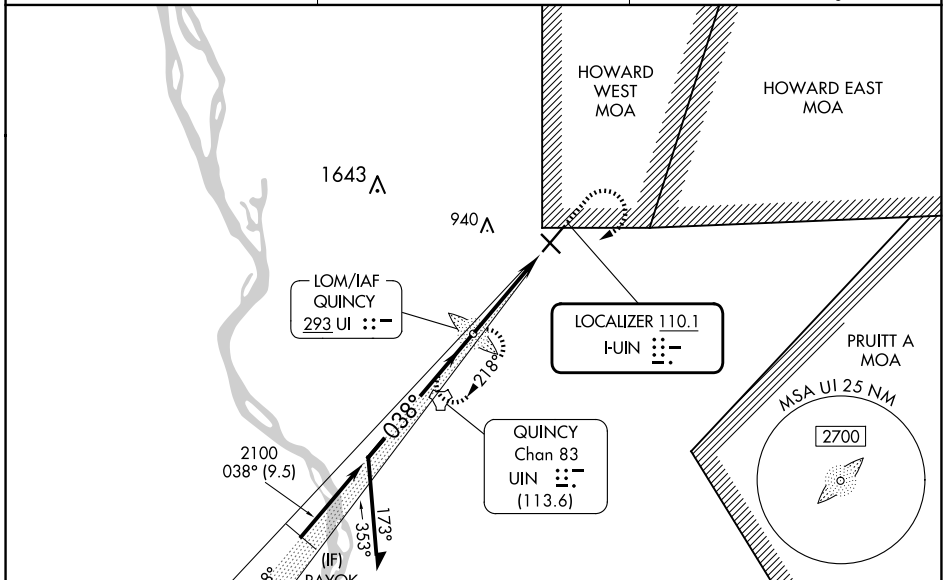 HOWARD
WEST
MOA
HOWARD EAST
MOA
1643
940
LOM/IAF
QUINCY
293 UI
LOCALIZER 110.1
I-UIN
PRUITT A
MOA
MSA UI 25 NM
2700
218°
038°
QUINCY
Chan 83
UIN
(113.6)
2100
038° (9.5)
173°
353°
(IF)